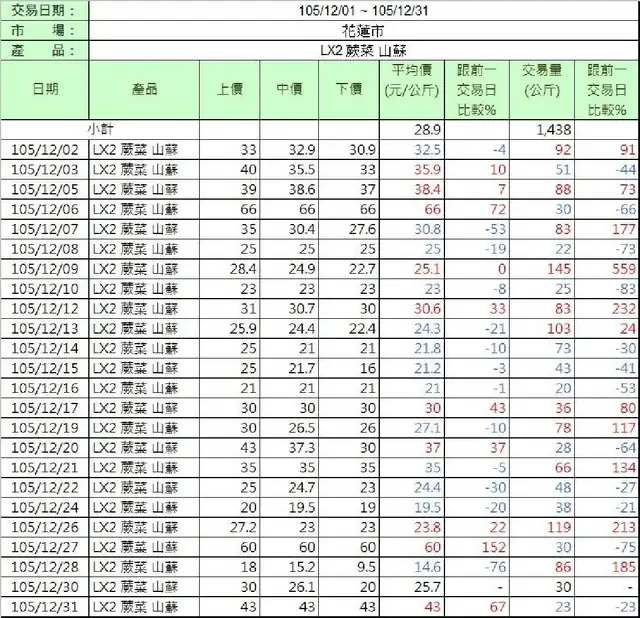 交易日期： 105/12/01 ~ 105/12/31
市　場： 花蓮市
產　品： LX2 蕨菜 山蘇
日期 產品 上價 中價 下價 平均價(元/公斤) 跟前一交易日比較% 交易量(公斤) 跟前一交易日比較%
小計 28.9 1,438
105/12/02 LX2 蕨菜 山蘇 33 32.9 30.9 32.5 -4 92 91
105/12/03 LX2 蕨菜 山蘇 40 35.5 33 35.9 10 51 -44
105/12/05 LX2 蕨菜 山蘇 39 38.6 37 38.4 7 88 73
105/12/06 LX2 蕨菜 山蘇 66 66 66 66 72 30 -66
105/12/07 LX2 蕨菜 山蘇 35 30.4 27.6 30.8 -53 83 177
105/12/08 LX2 蕨菜 山蘇 25 25 25 25 -19 22 -73
105/12/09 LX2 蕨菜 山蘇 28.4 24.9 22.7 25.1 0 145 559
105/12/10 LX2 蕨菜 山蘇 23 23 23 23 -8 25 -83
105/12/12 LX2 蕨菜 山蘇 31 30.7 30 30.6 33 83 232
105/12/13 LX2 蕨菜 山蘇 25.9 24.4 22.4 24.3 -21 103 24
105/12/14 LX2 蕨菜 山蘇 25 21 21 21.8 -10 73 -30
105/12/15 LX2 蕨菜 山蘇 25 21.7 16 21.2 -3 43 -41
105/12/16 LX2 蕨菜 山蘇 21 21 21 21 -1 20 -53
105/12/17 LX2 蕨菜 山蘇 30 30 30 30 43 36 80
105/12/19 LX2 蕨菜 山蘇 30 26.5 26 27.1 -10 78 117
105/12/20 LX2 蕨菜 山蘇 43 37.3 30 37 37 28 -64
105/12/21 LX2 蕨菜 山蘇 35 35 35 35 -5 66 134
105/12/22 LX2 蕨菜 山蘇 25 24.7 23 24.4 -30 48 -27
105/12/24 LX2 蕨菜 山蘇 20 19.5 19 19.5 -20 38 -21
105/12/26 LX2 蕨菜 山蘇 27.2 23 23 23.8 22 119 213
105/12/27 LX2 蕨菜 山蘇 60 60 60 60 152 30 -75
105/12/28 LX2 蕨菜 山蘇 18 15.2 9.5 14.6 -76 86 185
105/12/30 LX2 蕨菜 山蘇 30 26.1 20 25.7 - 30 -
105/12/31 LX2 蕨菜 山蘇 43 43 43 43 67 23 -23